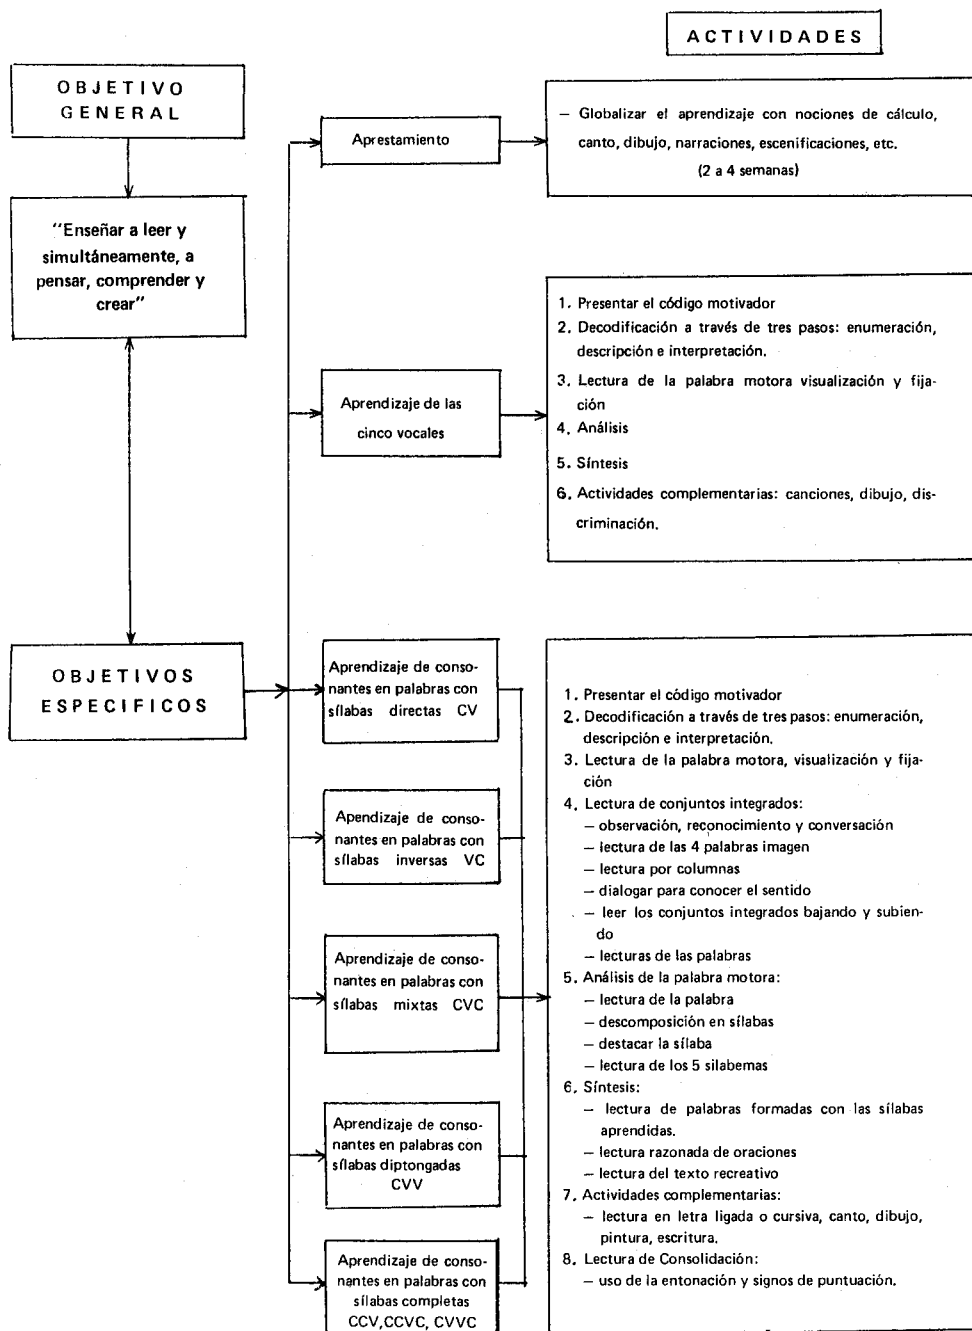 ACTIVIDADES
OBJETIVO
GENERAL
"Enseñar a leer y
simultáneamente, a
pensar, comprender y
crear"
OBJETIVOS
ESPECIFICOS
Aprestamiento
— Globalizar el aprendizaje con nociones de cálculo,
canto, dibujo, narraciones, escenificaciones, etc.
(2 a 4 semanas)
Aprendizaje de las
cinco vocales
1. Presentar el código motivador
2. Decodificación a través de tres pasos: enumeración,
descripción e interpretación.
3. Lectura de la palabra motora visualización y fija-
ción
4. Análisis
5. Síntesis
6. Actividades complementarias: canciones, dibujo, dis-
criminación.
Aprendizaje de conso-
nantes en palabras con
sílabas directas CV
Apendizaje de conso-
nantes en palabras con
sílabas inversas VC
Aprendizaje de conso-
nantes en palabras con
sílabas mixtas CVC
Aprendizaje de conso-
nantes en palabras con
sílabas diptongadas
CVV
Aprendizaje de conso-
nantes en palabras con
sílabas completas
CCV,CCVC, CVVC
1. Presentar el código motivador
2. Decodificación a través de tres pasos: enumeración,
descripción e interpretación.
3. Lectura de la palabra motora, visualización y fija-
ción
4. Lectura de conjuntos integrados:
— observación, reconocimiento y conversación
— lectura de las 4 palabras imagen
— lectura por columnas
— dialogar para conocer el sentido
— leer los conjuntos integrados bajando y subien-
do
— lecturas de las palabras
5. Análisis de la palabra motora:
— lectura de la palabra
— descomposición en sílabas
— destacar la sílaba
— lectura de los 5 silabemas
6. Síntesis:
— lectura de palabras formadas con las sílabas
aprendidas.
— lectura razonada de oraciones
— lectura del texto recreativo
7. Actividades complementarias:
— lectura en letra ligada o cursiva, canto, dibujo,
pintura, escritura.
8. Lectura de Consolidación:
— uso de la entonación y signos de puntuación.